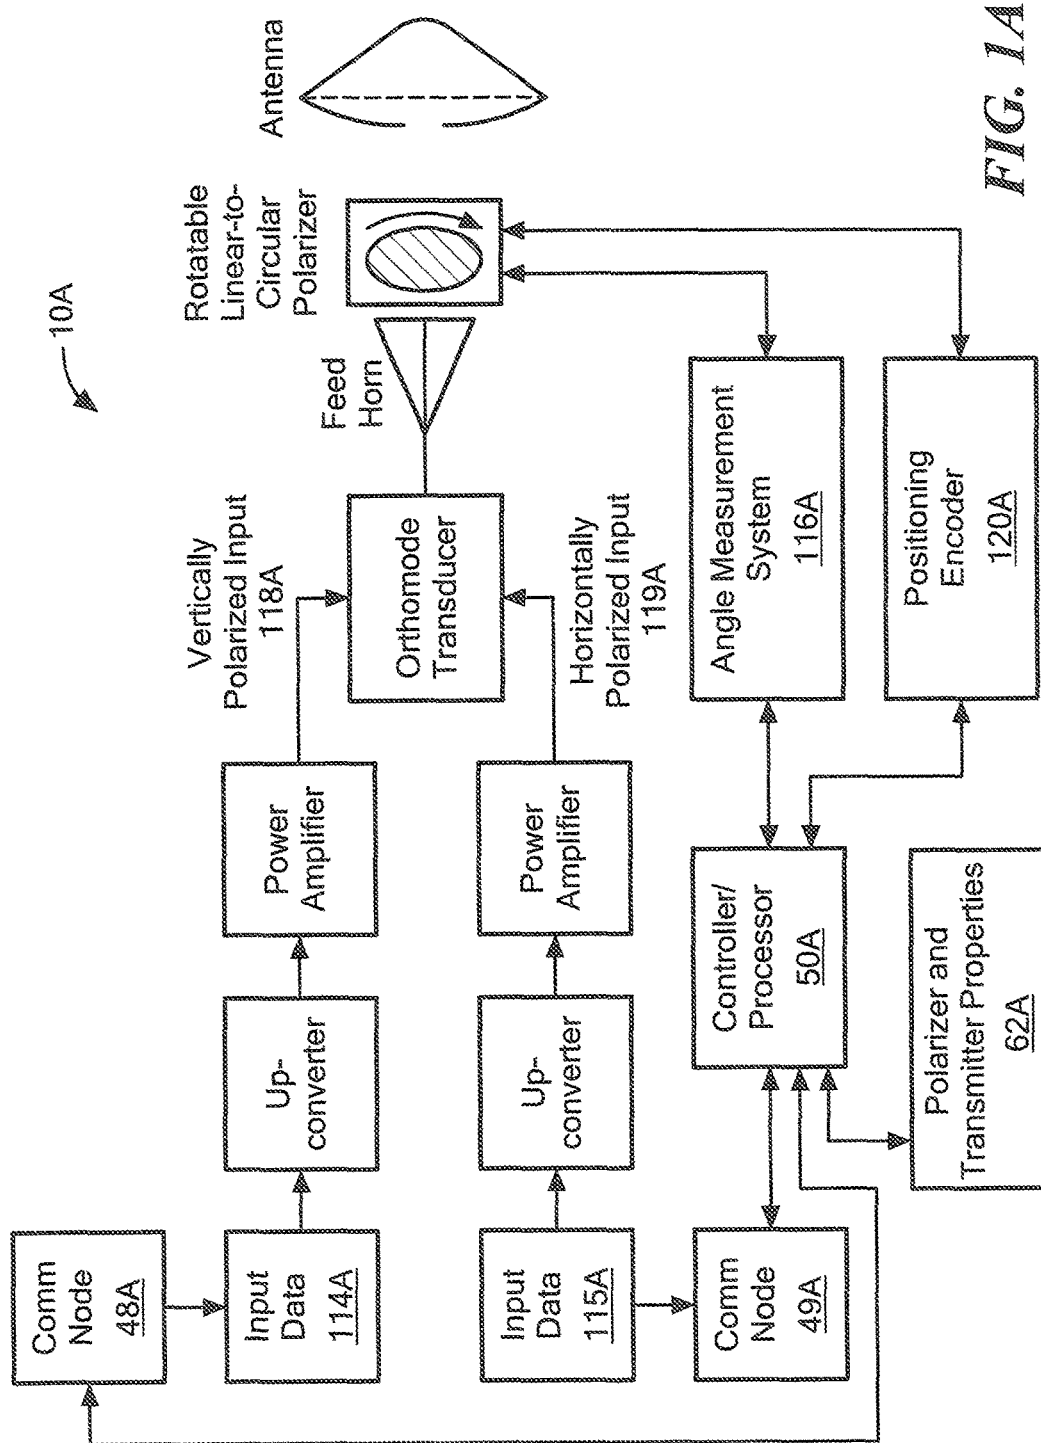 10A
Comm
Node
48A
Input
Data
114A
Up-
converter
Power
Amplifier
Vertically
Polarized Input
118A
Orthomode
Transducer
Feed
Horn
Rotatable
Linear-to-
Circular
Polarizer
Antenna
Input
Data
115A
Up-
converter
Power
Amplifier
Horizontally
Polarized Input
119A
Comm
Node
49A
Controller/
Processor
50A
Angle Measurement
System
116A
Polarizer and
Transmitter Properties
62A
Positioning
Encoder
120A
FIG. 1A